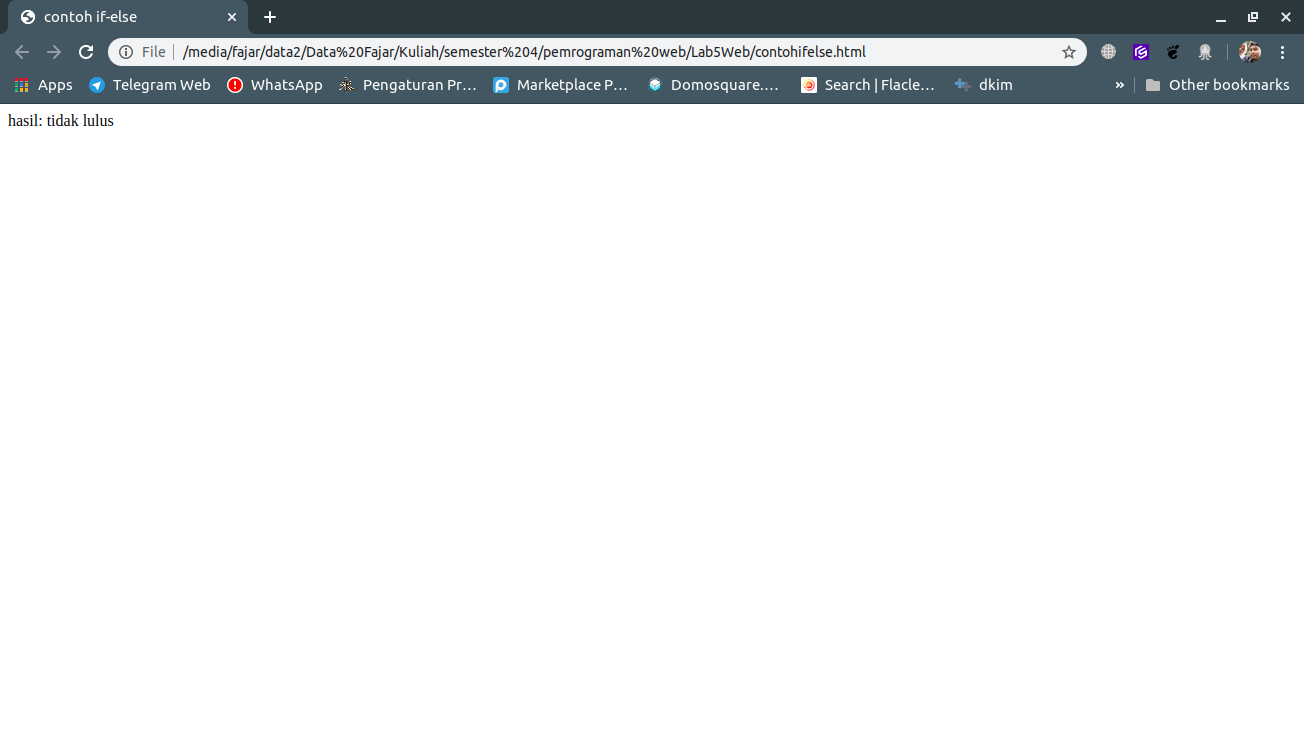 contoh if-else
File /media/fajar/data2/Data%20Fajar/Kuliah/semester%204/pemrograman%20web/Lab5Web/contohifelse.html
Apps Telegram Web WhatsApp Pengaturan Pr... Marketplace P... Domosquare.... Search | Flacle... dkim » Other bookmarks
hasil: tidak lulus